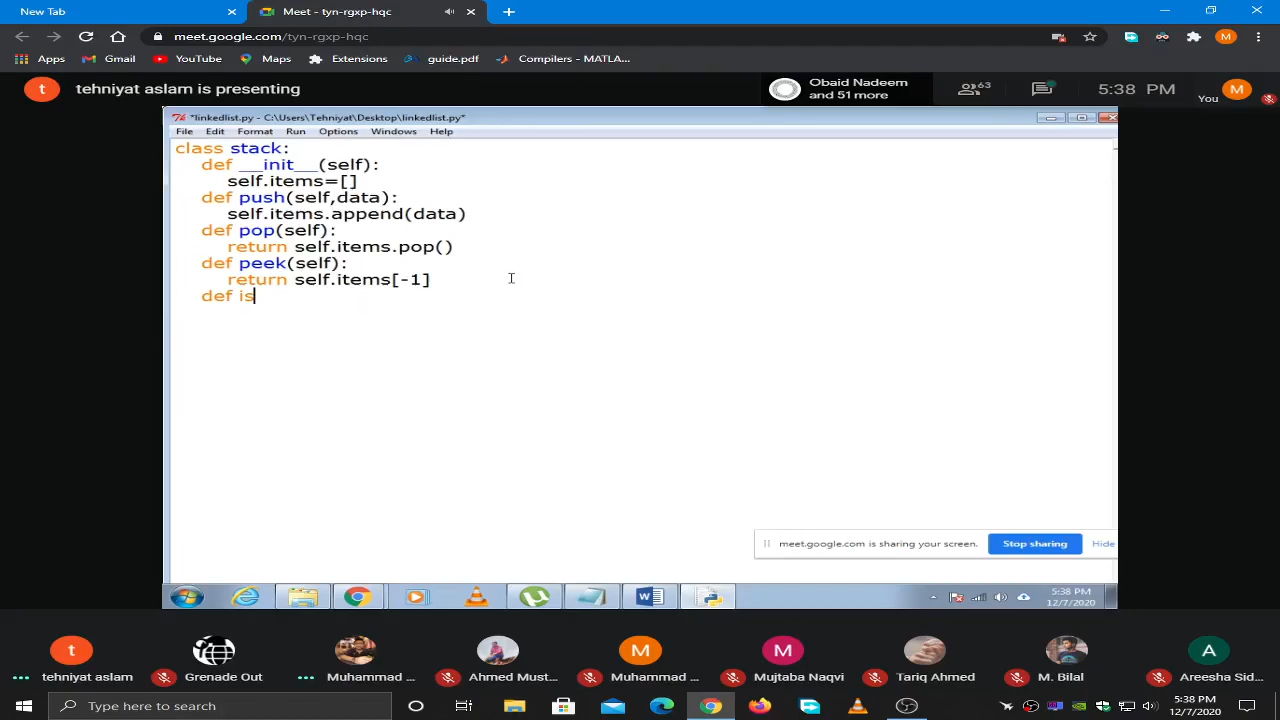 New Tab
Meet - tyn-rgxp-hqc
meet.google.com/tyn-rgxp-hqc
M
Apps
Gmail
YouTube
Maps
Extensions
guide.pdf
Compilers - MATLA...
t
tehniyat aslam is presenting
Obaid Nadeem
and 51 more
63
5:38 PM
You
M
*linkedlist.py - C:\Users\Tehniyat\Desktop\linkedlist.py*
File Edit Format Run Options Windows Help
class stack:
def __init__(self):
self.items=[]
def push(self,data):
self.items.append(data)
def pop(self):
return self.items.pop()
def peek(self):
return self.items[-1]
def is
meet.google.com is sharing your screen.
Stop sharing
Hide
5:38 PM
12/7/2020
t
M
M
A
tehniyat aslam
Grenade Out
Muhammad ...
Ahmed Must...
Muhammad ...
Mujtaba Naqvi
Tariq Ahmed
M. Bilal
Areesha Sid...
Type here to search
5:38 PM
12/7/2020